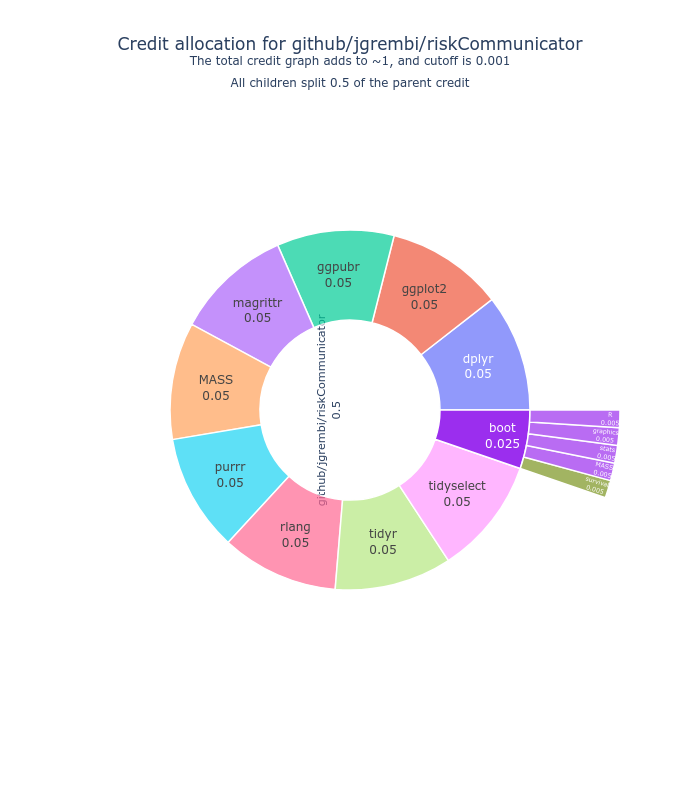 Credit allocation for github/jgrembi/riskCommunicator
The total credit graph adds to ~1, and cutoff is 0.001
All children split 0.5 of the parent credit
ggpubr
0.05
ggplot2
0.05
magrittr
0.05
dplyr
0.05
MASS
0.05
github/jgrembi/riskCommunicator
0.5
R
0.005
graphics
0.005
stats
0.005
MASS
0.005
survival
0.005
boot
0.025
purrr
0.05
tidyselect
0.05
rlang
0.05
tidyr
0.05